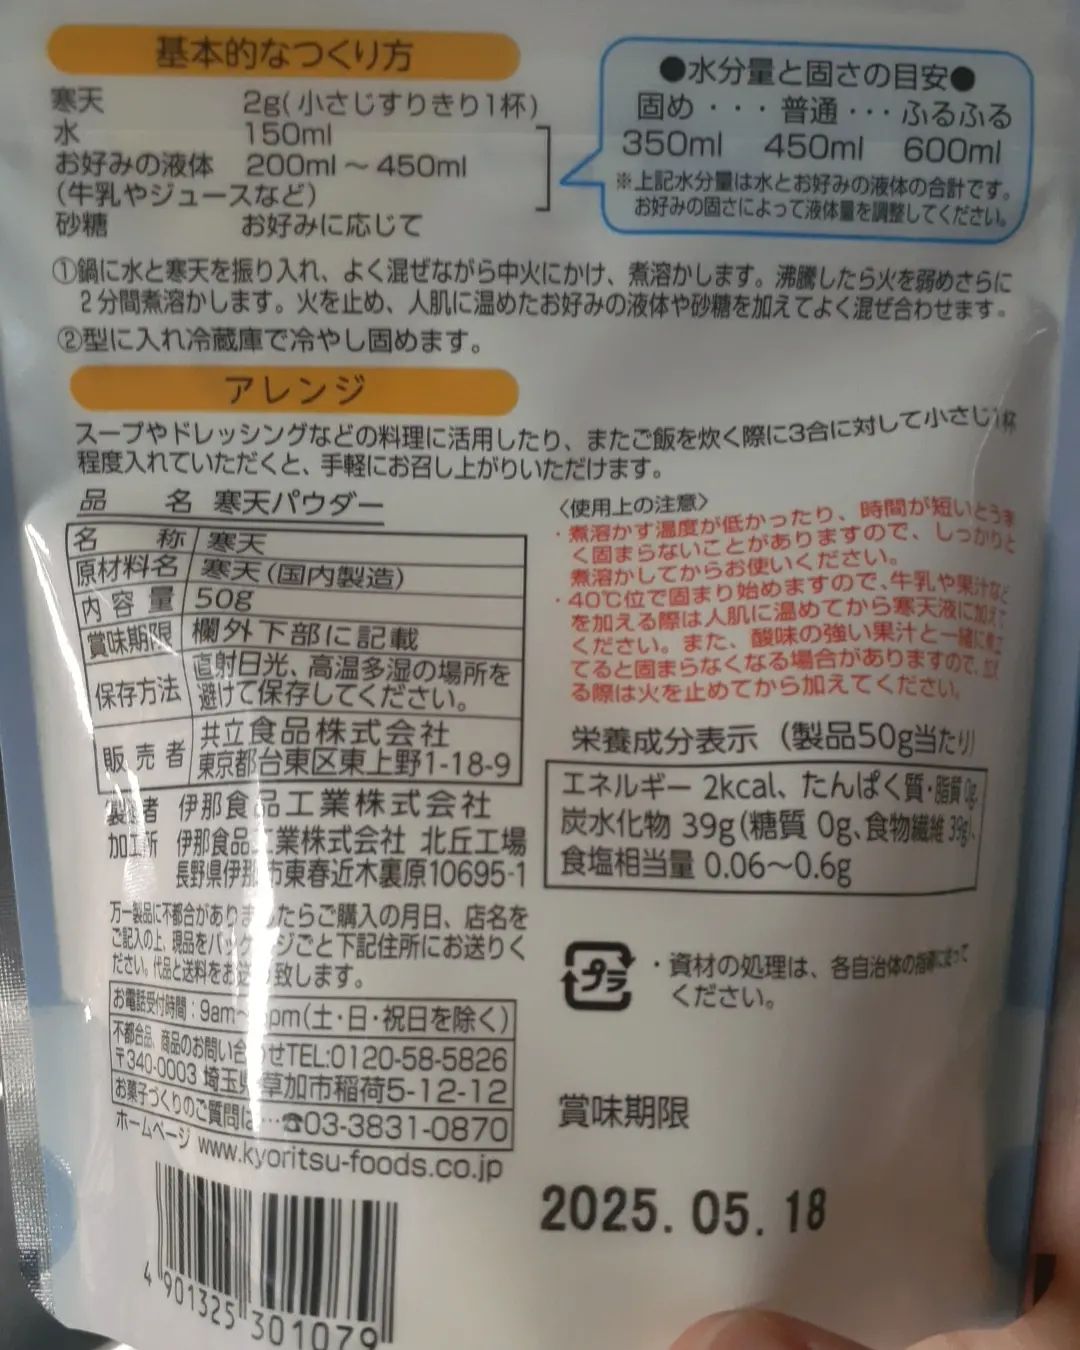 基本的なつくり方
寒天 2g(小さじすりきり1杯)
水 150ml
お好みの液体 200ml～450ml
(牛乳やジュースなど)
砂糖 お好みに応じて
●水分量と固さの目安●
固め・・・普通・・・ふるふる
350ml 450ml 600ml
※上記水分量は水とお好みの液体の合計です。
お好みの固さによって液体量を調整してください。
①鍋に水と寒天を振り入れ、よく混ぜながら中火にかけ、煮溶かします。沸騰したら火を弱めさらに
2分間煮溶かします。火を止め、人肌に温めたお好みの液体や砂糖を加えてよく混ぜ合わせます。
②型に入れ冷蔵庫で冷やし固めます。
アレンジ
スープやドレッシングなどの料理に活用したり、またご飯を炊く際に3合に対して小さじ1杯
程度入れていただくと、手軽にお召し上がりいただけます。
品名 寒天パウダー
名称 寒天
原材料名 寒天(国内製造)
内容量 50g
賞味期限 欄外下部に記載
保存方法 直射日光、高温多湿の場所を
避けて保存してください。
販売者 共立食品株式会社
東京都台東区東上野1-18-9
製造者 伊那食品工業株式会社
加工所 伊那食品工業株式会社 北丘工場
長野県伊那市東春近木裏原10695-1
万一製品に不都合がありましたらご購入の月日、店名を
ご記入の上、現品をパッケージごと下記住所にお送りく
ださい。代品と送料をお送り致します。
お電話受付時間:9am～pm(土・日・祝日を除く)
不都合品、商品のお問い合わせTEL:0120-58-5826
〒340-0003 埼玉県草加市稲荷5-12-12
お菓子づくりのご質問は…☎03-3831-0870
ホームページ www.kyoritsu-foods.co.jp
4 901325 301079
〈使用上の注意〉
・煮溶かす温度が低かったり、時間が短いとうま
く固まらないことがありますので、しっかりと
煮溶かしてからお使いください。
・40℃位で固まり始めますので、牛乳や果汁など
を加える際は人肌に温めてから寒天液に加えて
ください。また、酸味の強い果汁と一緒に煮立
てると固まらなくなる場合がありますので、加え
る際は火を止めてから加えてください。
栄養成分表示(製品50g当たり)
エネルギー 2kcal、たんぱく質・脂質 0g、
炭水化物 39g(糖質 0g、食物繊維 39g)、
食塩相当量 0.06～0.6g
プラ
・資材の処理は、各自治体の指導に従って
ください。
賞味期限
2025.05.18